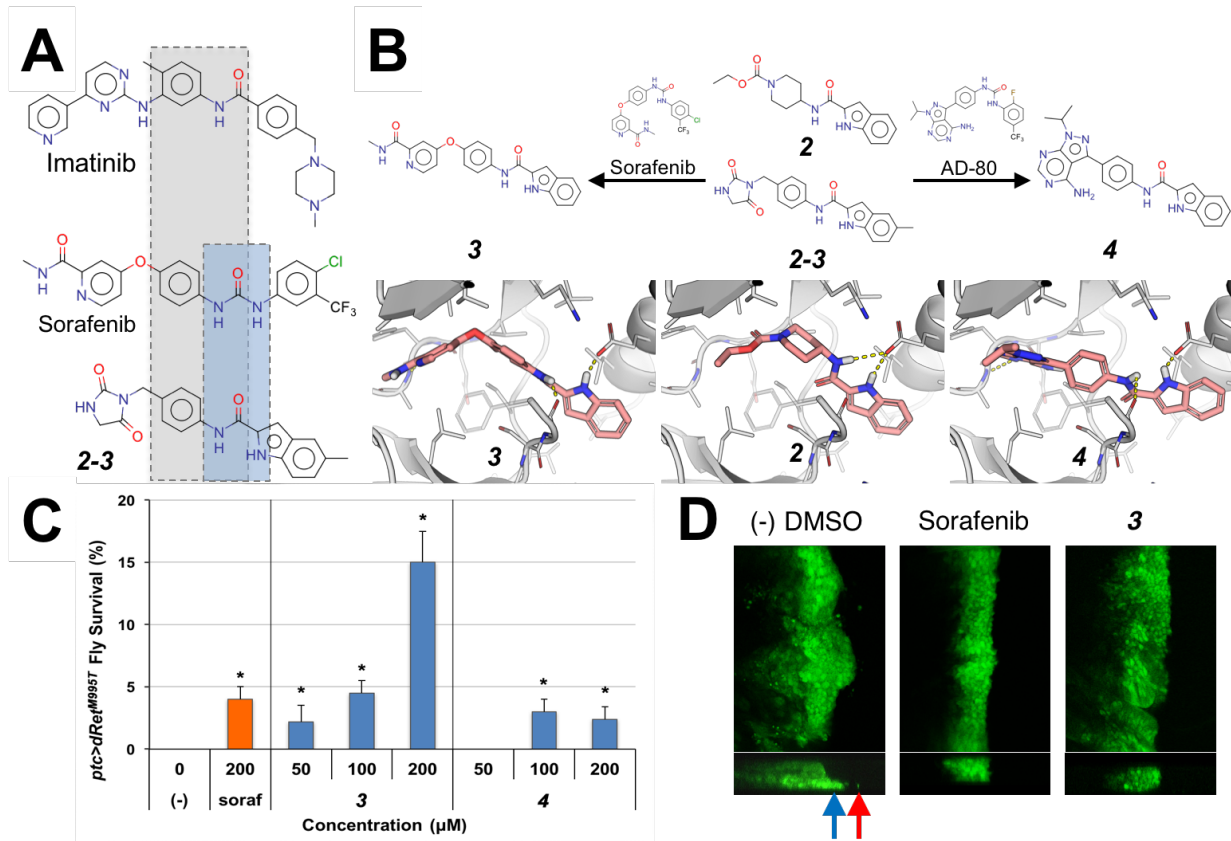 A
Imatinib
Sorafenib
2-3
B
Sorafenib
2
2-3
AD-80
3
4
3
2
4
C
ptc>dRet^M995T Fly Survival (%)
20
15
10
5
0
* * * * * *
0 200 50 100 200 50 100 200
(-) soraf 3 4
Concentration (µM)
D
(-) DMSO Sorafenib 3